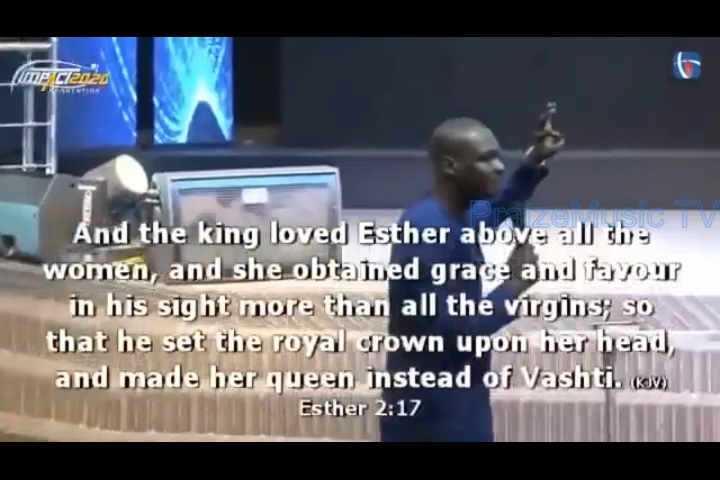 IMPACT2020
CONVENTION
PraizeMusic TV
And the king loved Esther above all the
women, and she obtained grace and favour
in his sight more than all the virgins; so
that he set the royal crown upon her head,
and made her queen instead of Vashti. (KJV)
Esther 2:17